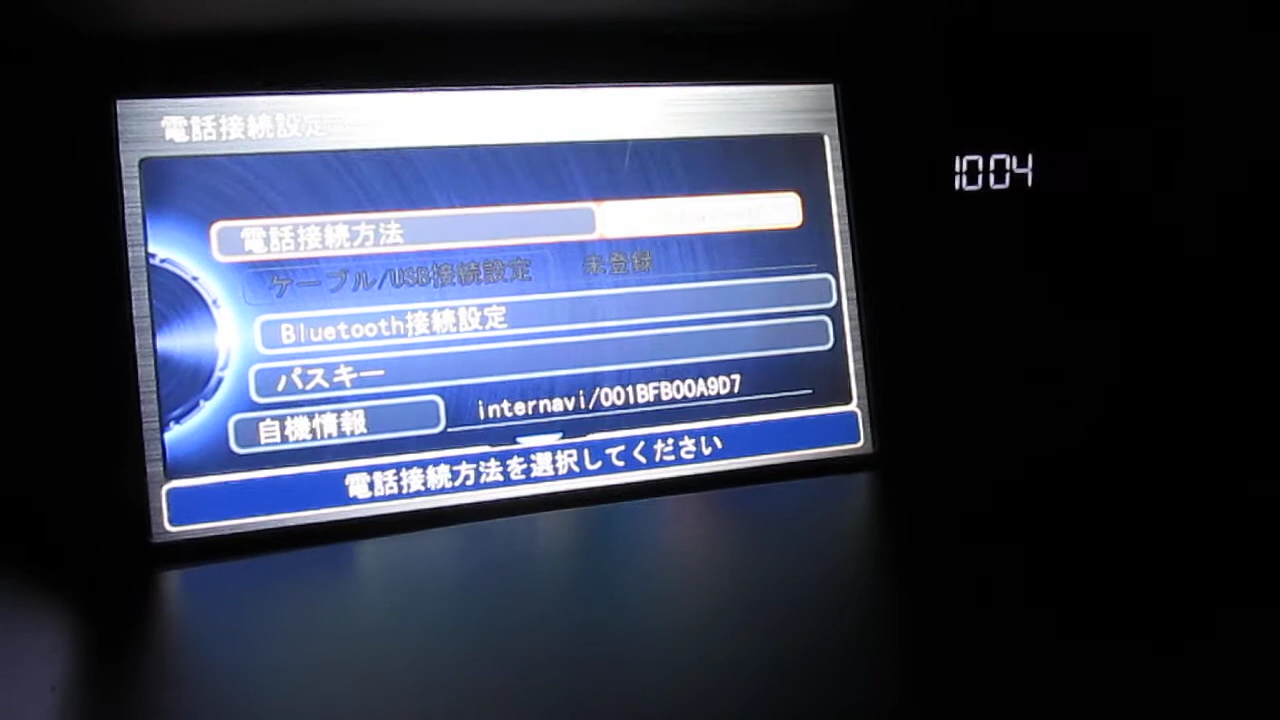 電話接続設定
10:04
電話接続方法
ケーブル/USB接続設定 未登録
Bluetooth接続設定
パスキー
自機情報 internavi/001BFB00A9D7
電話接続方法を選択してください